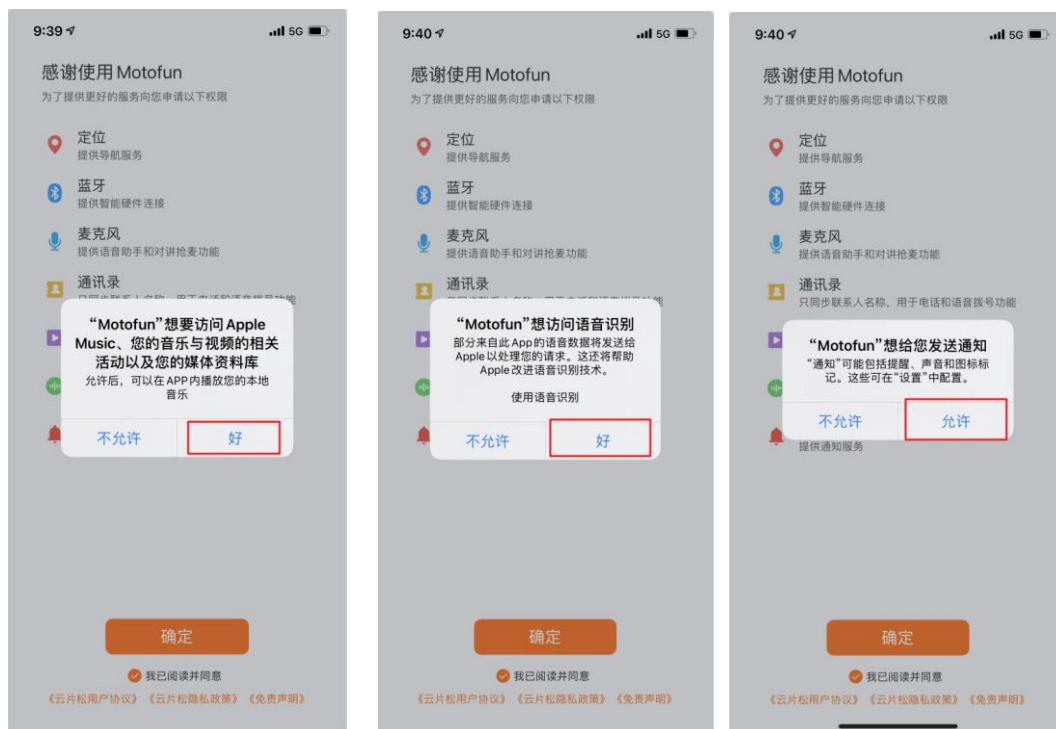 9:39
5G
感谢使用 Motofun
为了提供更好的服务向您申请以下权限
定位
提供导航服务
蓝牙
提供智能硬件连接
麦克风
提供语音助手和对讲抢麦功能
通讯录
只同步联系人名称，用于电话和语音拨号功能
“Motofun”想要访问 Apple
Music、您的音乐与视频的相关
活动以及您的媒体资料库
允许后，可以在 APP 内播放您的本地
音乐
不允许
好
确定
我已阅读并同意
《云片松用户协议》 《云片松隐私政策》 《免责声明》
9:40
5G
感谢使用 Motofun
为了提供更好的服务向您申请以下权限
定位
提供导航服务
蓝牙
提供智能硬件连接
麦克风
提供语音助手和对讲抢麦功能
通讯录
“Motofun”想访问语音识别
部分来自此 App 的语音数据将发送给
Apple 以处理您的请求。这还将帮助
Apple 改进语音识别技术。
使用语音识别
不允许
好
确定
我已阅读并同意
《云片松用户协议》 《云片松隐私政策》 《免责声明》
9:40
5G
感谢使用 Motofun
为了提供更好的服务向您申请以下权限
定位
提供导航服务
蓝牙
提供智能硬件连接
麦克风
提供语音助手和对讲抢麦功能
通讯录
只同步联系人名称，用于电话和语音拨号功能
“Motofun”想给您发送通知
“通知”可能包括提醒、声音和图标标
记。这些可在“设置”中配置。
不允许
允许
提供通知服务
确定
我已阅读并同意
《云片松用户协议》 《云片松隐私政策》 《免责声明》